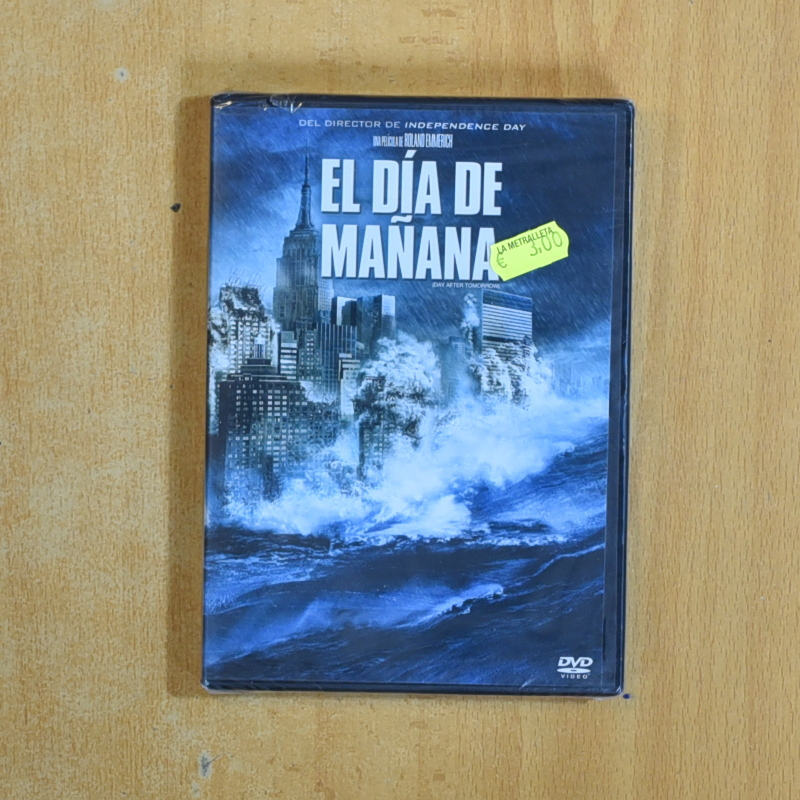 DEL DIRECTOR DE INDEPENDENCE DAY
UNA PELÍCULA DE ROLAND EMMERICH
EL DÍA DE
MAÑANA
(DAY AFTER TOMORROW)
LA METRALLETA
€ 3,00
DVD
VIDEO